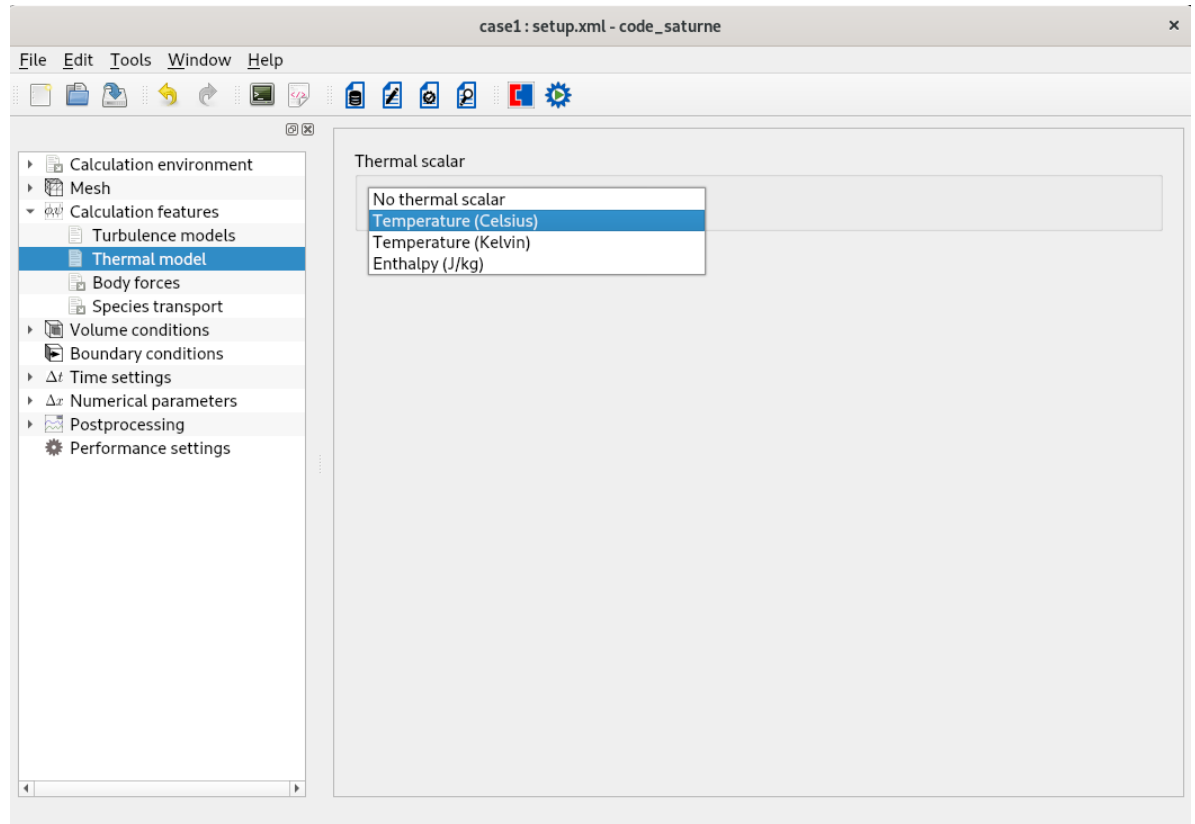 case1 : setup.xml - code_saturne
File Edit Tools Window Help
Calculation environment
Mesh
Calculation features
Turbulence models
Thermal model
Body forces
Species transport
Volume conditions
Boundary conditions
Δt Time settings
Δx Numerical parameters
Postprocessing
Performance settings
Thermal scalar
No thermal scalar
Temperature (Celsius)
Temperature (Kelvin)
Enthalpy (J/kg)